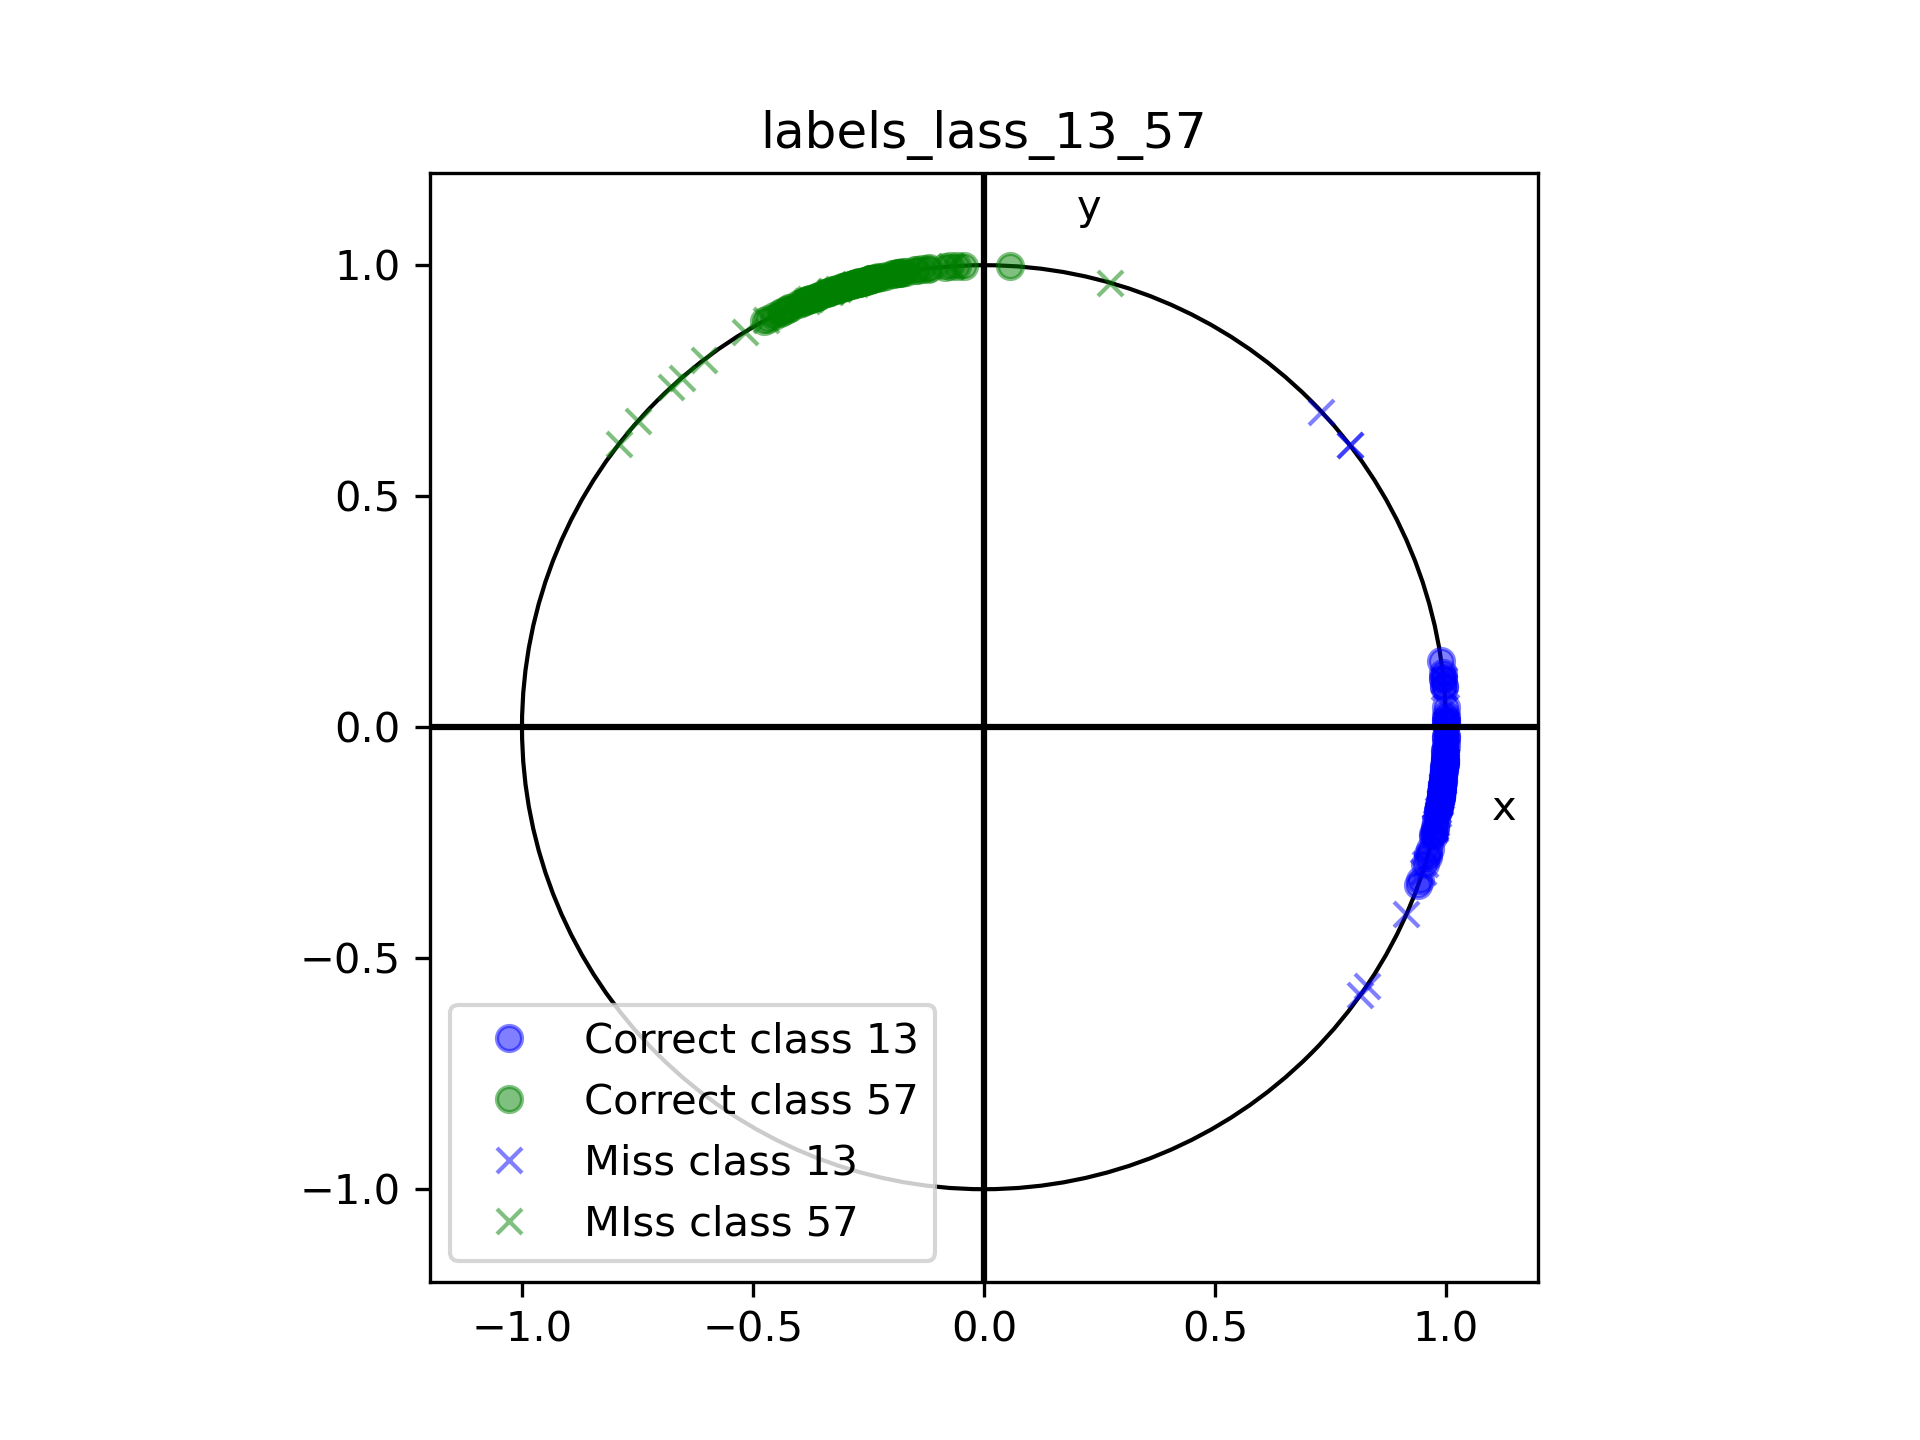 labels_lass_13_57
y
1.0
0.5
0.0
−0.5
−1.0
x
Correct class 13
Correct class 57
Miss class 13
MIss class 57
−1.0 −0.5 0.0 0.5 1.0